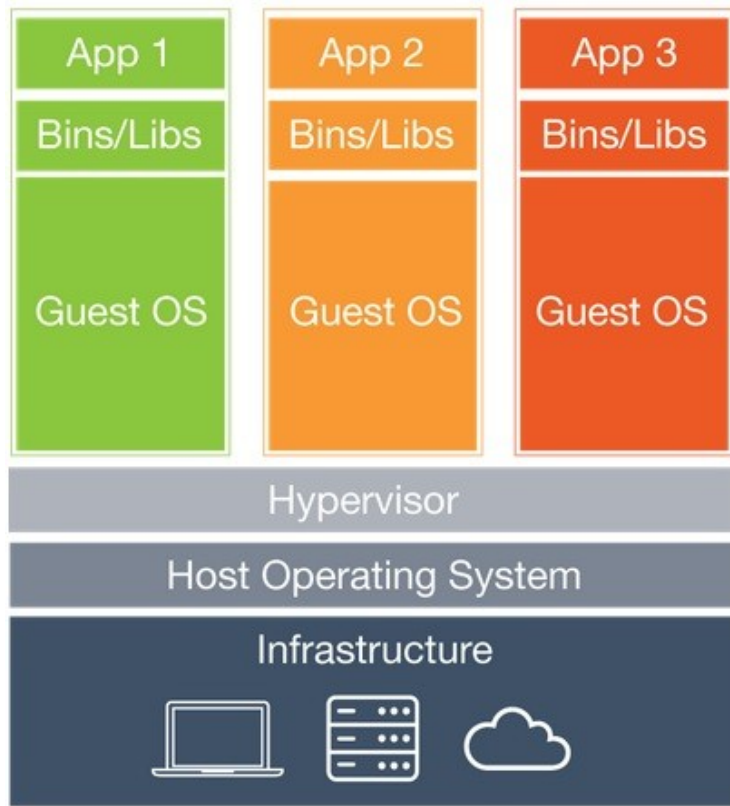 App 1
App 2
App 3
Bins/Libs
Bins/Libs
Bins/Libs
Guest OS
Guest OS
Guest OS
Hypervisor
Host Operating System
Infrastructure